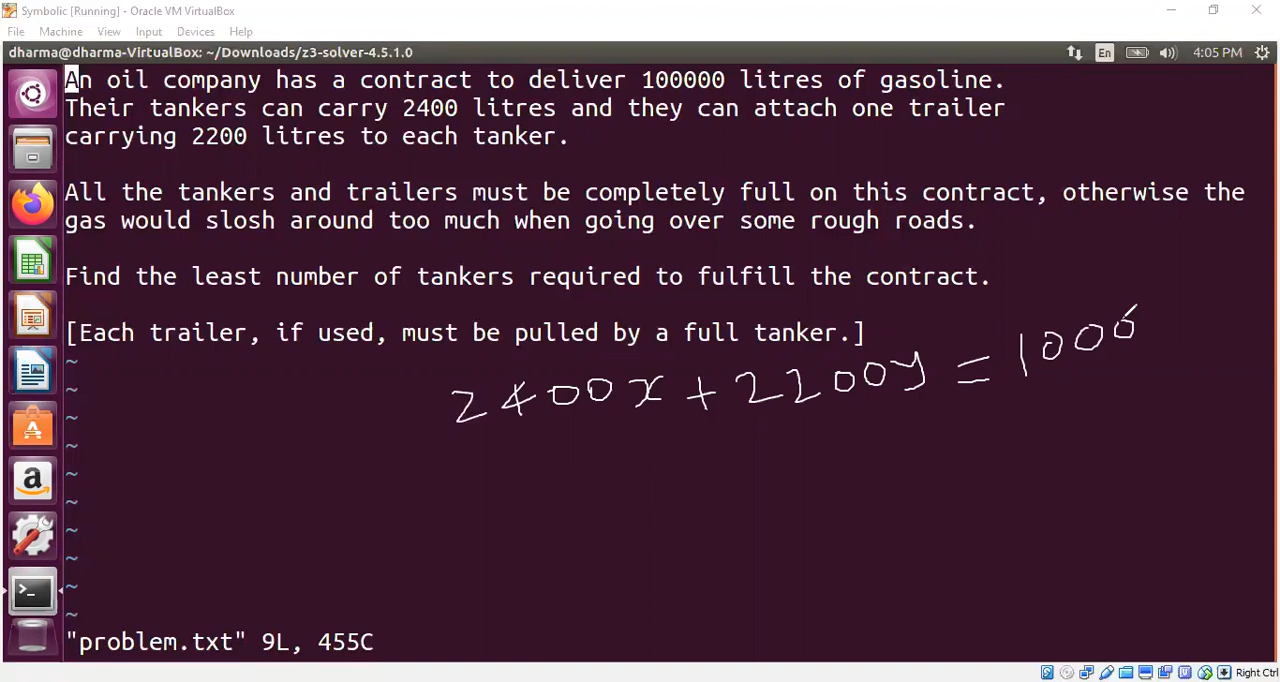 Symbolic [Running] - Oracle VM VirtualBox
File Machine View Input Devices Help
dharma@dharma-VirtualBox: ~/Downloads/z3-solver-4.5.1.0 En 4:05 PM
An oil company has a contract to deliver 100000 litres of gasoline.
Their tankers can carry 2400 litres and they can attach one trailer
carrying 2200 litres to each tanker.
All the tankers and trailers must be completely full on this contract, otherwise the
gas would slosh around too much when going over some rough roads.
Find the least number of tankers required to fulfill the contract.
[Each trailer, if used, must be pulled by a full tanker.]
~
2400x + 2200y = 1000
~
~
~
~
~
~
~
~
~
"problem.txt" 9L, 455C
Right Ctrl